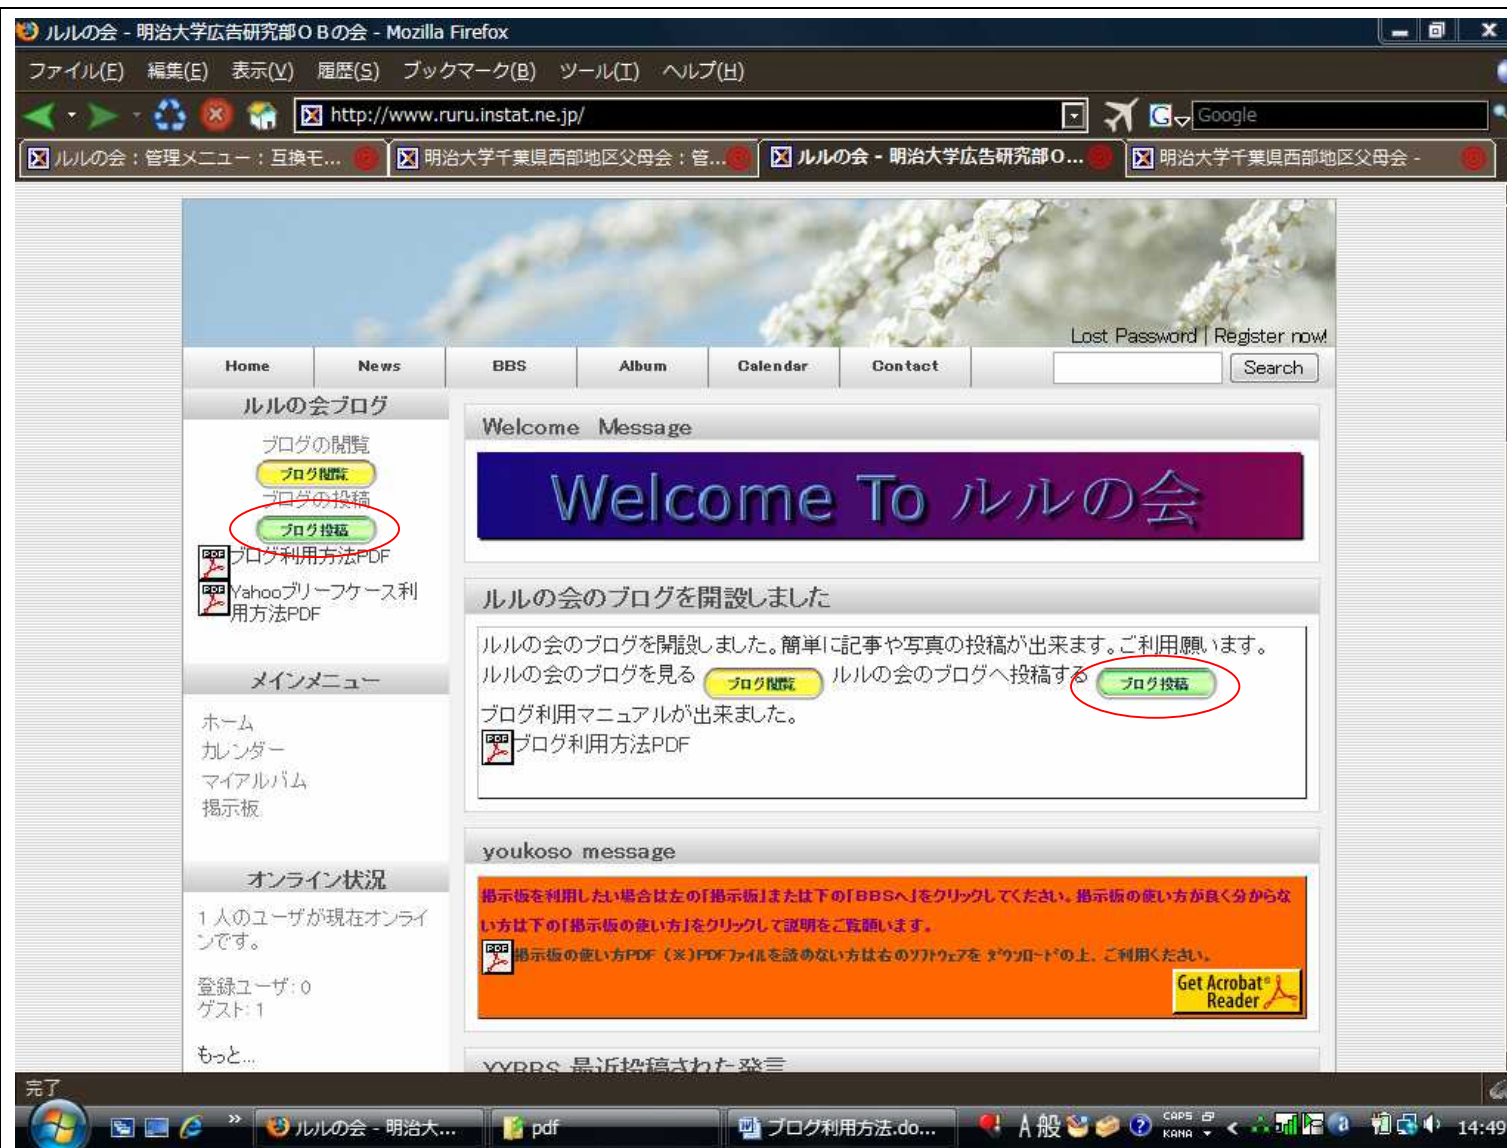 ルルの会 - 明治大学広告研究部ＯＢの会 - Mozilla Firefox
ファイル(F) 編集(E) 表示(V) 履歴(S) ブックマーク(B) ツール(T) ヘルプ(H)
http://www.ruru.instat.ne.jp/
Google
ルルの会：管理メニュー：互換モ...
明治大学千葉県西部地区父母会：管...
ルルの会 - 明治大学広告研究部Ｏ...
明治大学千葉県西部地区父母会 -
Lost Password | Register now!
Home News BBS Album Calendar Contact Search
ルルの会ブログ
ブログの閲覧
ブログ閲覧
ブログの投稿
ブログ投稿
PDF ブログ利用方法PDF
PDF Yahooブリーフケース利
用方法PDF
メインメニュー
ホーム
カレンダー
マイアルバム
掲示板
オンライン状況
1 人のユーザが現在オンライ
ンです。
登録ユーザ: 0
ゲスト: 1
もっと...
Welcome Message
Welcome To ルルの会
ルルの会のブログを開設しました
ルルの会のブログを開設しました。簡単に記事や写真の投稿が出来ます。ご利用願います。
ルルの会のブログを見る ブログ閲覧 ルルの会のブログへ投稿する ブログ投稿
ブログ利用マニュアルが出来ました。
PDF ブログ利用方法PDF
youkoso message
掲示板を利用したい場合は左の「掲示板」または下の「BBSへ」をクリックしてください。掲示板の使い方が良く分からな
い方は下の「掲示板の使い方」をクリックして説明をご覧願います。
PDF 掲示板の使い方PDF (※)PDFﾌｧｲﾙを読めない方は右のｿﾌﾄｳｪｱを ﾀﾞｳﾝﾛｰﾄﾞの上、ご利用ください。
Get Acrobat®
Reader
YYBBS 最近投稿された発言
完了
ルルの会 - 明治大...
pdf
ブログ利用方法.do...
A 般
CAPS
KANA
14:49